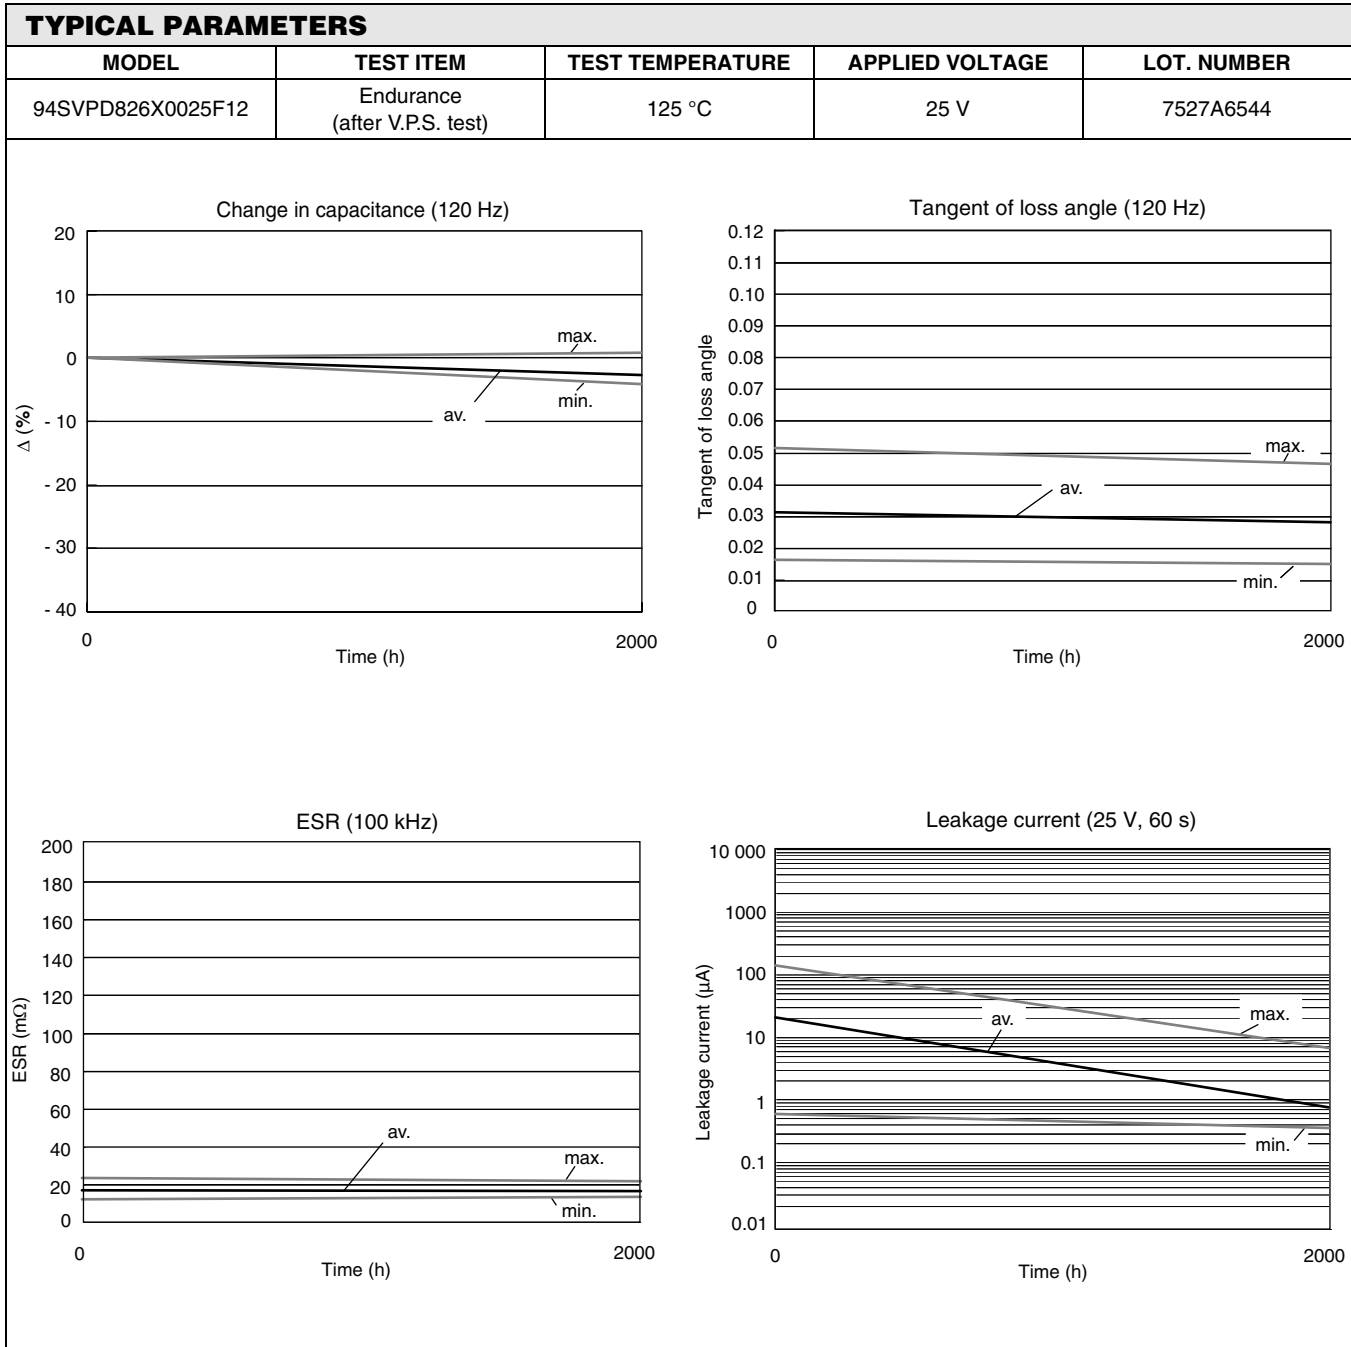 TYPICAL PARAMETERS
MODEL TEST ITEM TEST TEMPERATURE APPLIED VOLTAGE LOT. NUMBER
94SVPD826X0025F12 Endurance (after V.P.S. test) 125 °C 25 V 7527A6544
Change in capacitance (120 Hz)
20
10
0
- 10
- 20
- 30
- 40
Δ (%)
max.
av.
min.
0
2000
Time (h)
Tangent of loss angle (120 Hz)
0.12
0.11
0.10
0.09
0.08
0.07
0.06
0.05
0.04
0.03
0.02
0.01
0
Tangent of loss angle
max.
av.
min.
0
2000
Time (h)
ESR (100 kHz)
200
180
160
140
120
100
80
60
40
20
0
ESR (mΩ)
av.
max.
min.
0
2000
Time (h)
Leakage current (25 V, 60 s)
10 000
1000
100
10
1
0.1
0.01
Leakage current (µA)
av.
max.
min.
0
2000
Time (h)